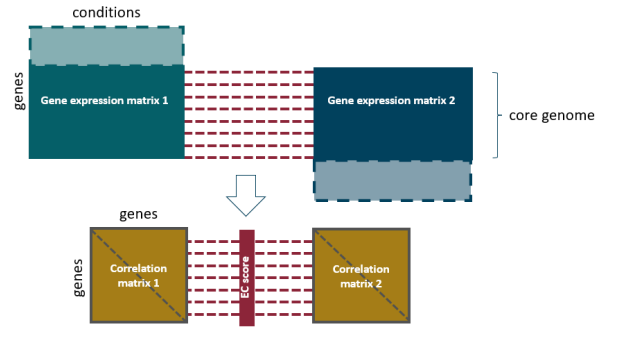 conditions
genes
Gene expression matrix 1
Gene expression matrix 2
core genome
genes
genes
Correlation
matrix 1
EC score
Correlation
matrix 2